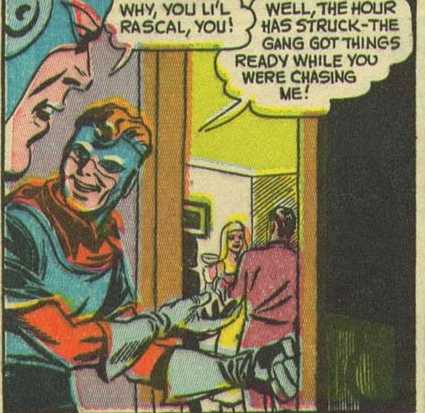 WHY, YOU LI'L
RASCAL, YOU!
WELL, THE HOUR
HAS STRUCK-THE
GANG GOT THINGS
READY WHILE YOU
WERE CHASING
ME!